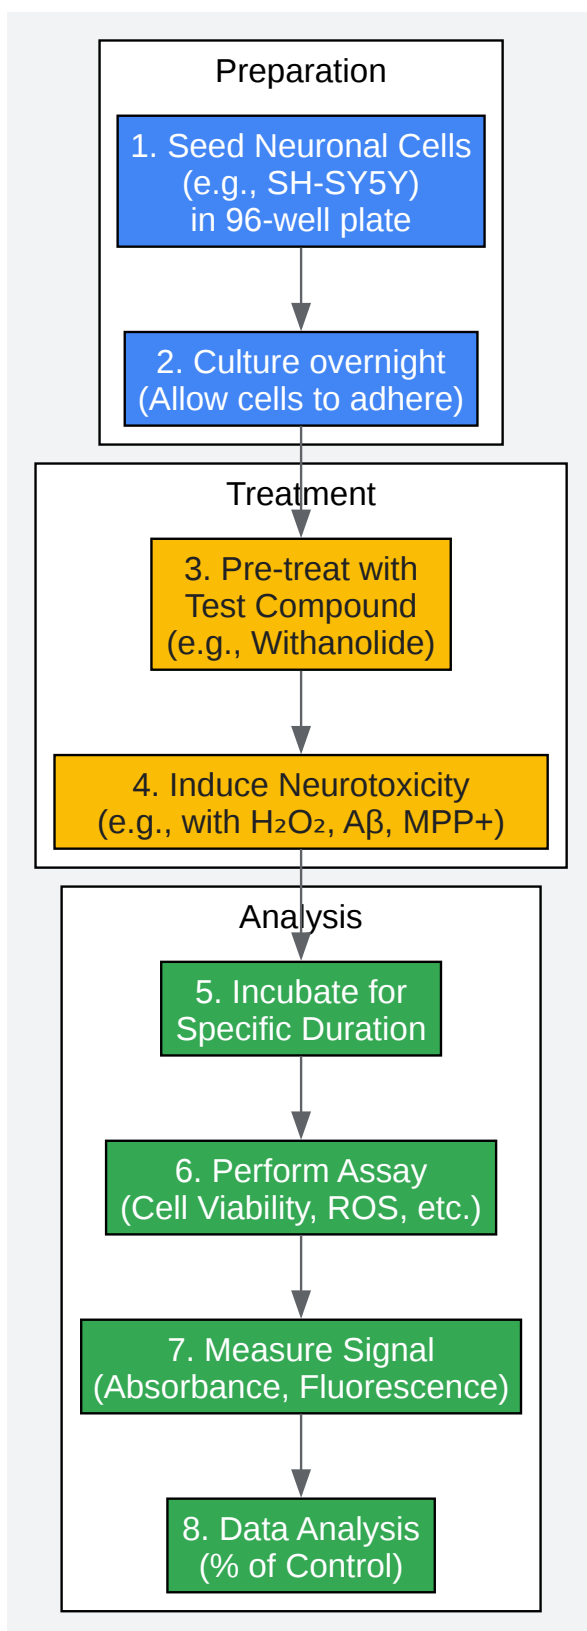 Preparation
1. Seed Neuronal Cells
(e.g., SH-SY5Y)
in 96-well plate
2. Culture overnight
(Allow cells to adhere)
Treatment
3. Pre-treat with
Test Compound
(e.g., Withanolide)
4. Induce Neurotoxicity
(e.g., with H₂O₂, Aβ, MPP+)
Analysis
5. Incubate for
Specific Duration
6. Perform Assay
(Cell Viability, ROS, etc.)
7. Measure Signal
(Absorbance, Fluorescence)
8. Data Analysis
(% of Control)